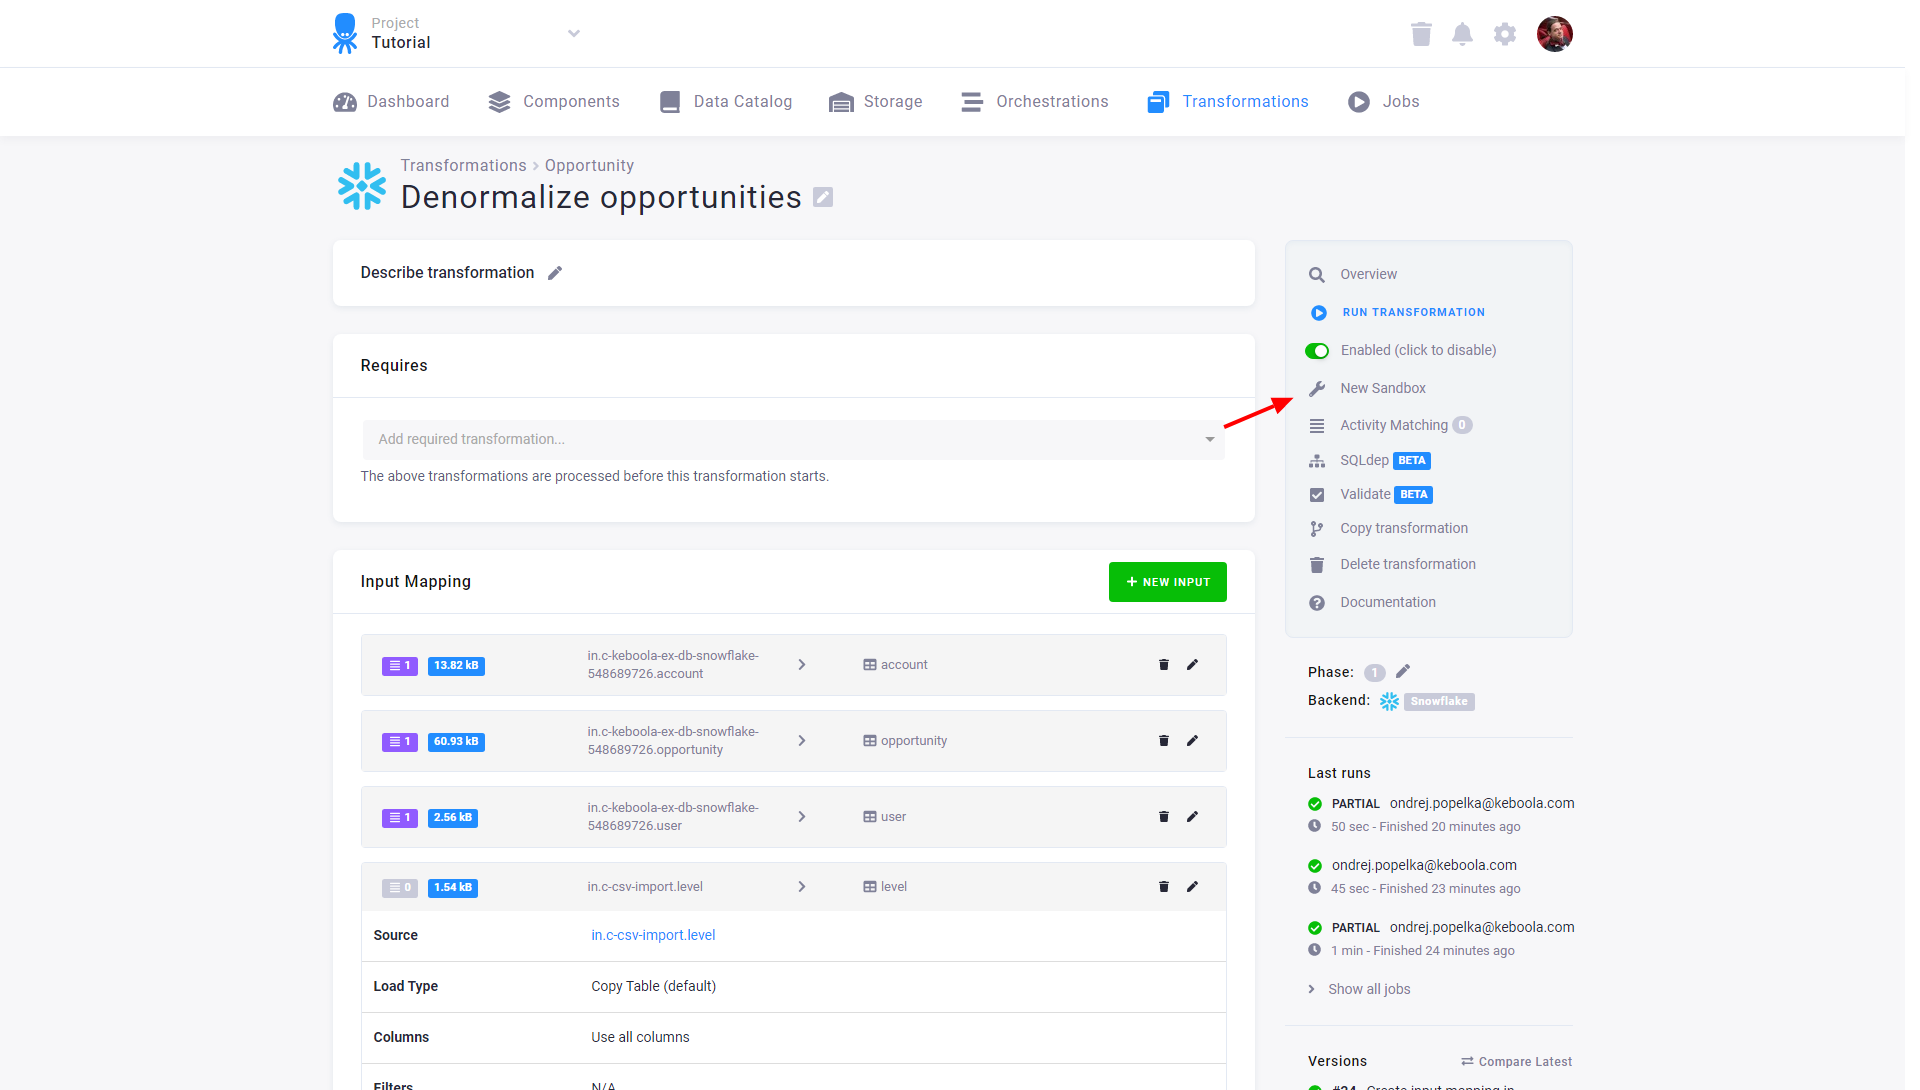 Project
Tutorial
Dashboard
Components
Data Catalog
Storage
Orchestrations
Transformations
Jobs
Transformations › Opportunity
Denormalize opportunities
Describe transformation
Requires
Add required transformation...
The above transformations are processed before this transformation starts.
Input Mapping
+ NEW INPUT
1 13.82 kB
in.c-keboola-ex-db-snowflake-
548689726.account
account
1 60.93 kB
in.c-keboola-ex-db-snowflake-
548689726.opportunity
opportunity
1 2.56 kB
in.c-keboola-ex-db-snowflake-
548689726.user
user
0 1.54 kB
in.c-csv-import.level
level
Source in.c-csv-import.level
Load Type Copy Table (default)
Columns Use all columns
Filters N/A
Overview
RUN TRANSFORMATION
Enabled (click to disable)
New Sandbox
Activity Matching 0
SQLdep BETA
Validate BETA
Copy transformation
Delete transformation
Documentation
Phase: 1
Backend: Snowflake
Last runs
PARTIAL ondrej.popelka@keboola.com
50 sec - Finished 20 minutes ago
ondrej.popelka@keboola.com
45 sec - Finished 23 minutes ago
PARTIAL ondrej.popelka@keboola.com
1 min - Finished 24 minutes ago
Show all jobs
Versions
Compare Latest
#24 Create input mapping in